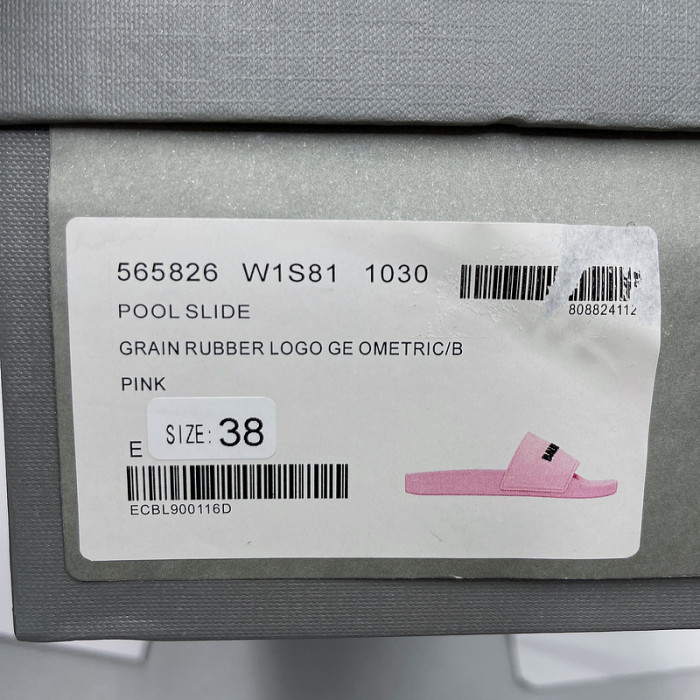 565826 W1S81 1030
808824112
POOL SLIDE
GRAIN RUBBER LOGO GE OMETRIC/B
PINK
E SIZE: 38
ECBL900116D